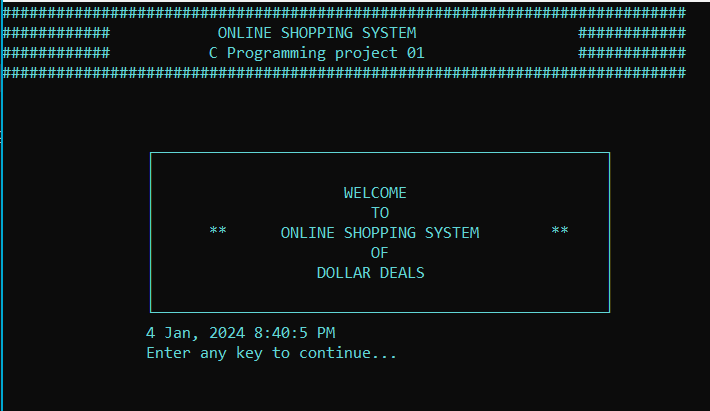 ############################################################################
############ ONLINE SHOPPING SYSTEM ############
############ C Programming project 01 ############
############################################################################
WELCOME
TO
** ONLINE SHOPPING SYSTEM **
OF
DOLLAR DEALS
4 Jan, 2024 8:40:5 PM
Enter any key to continue...